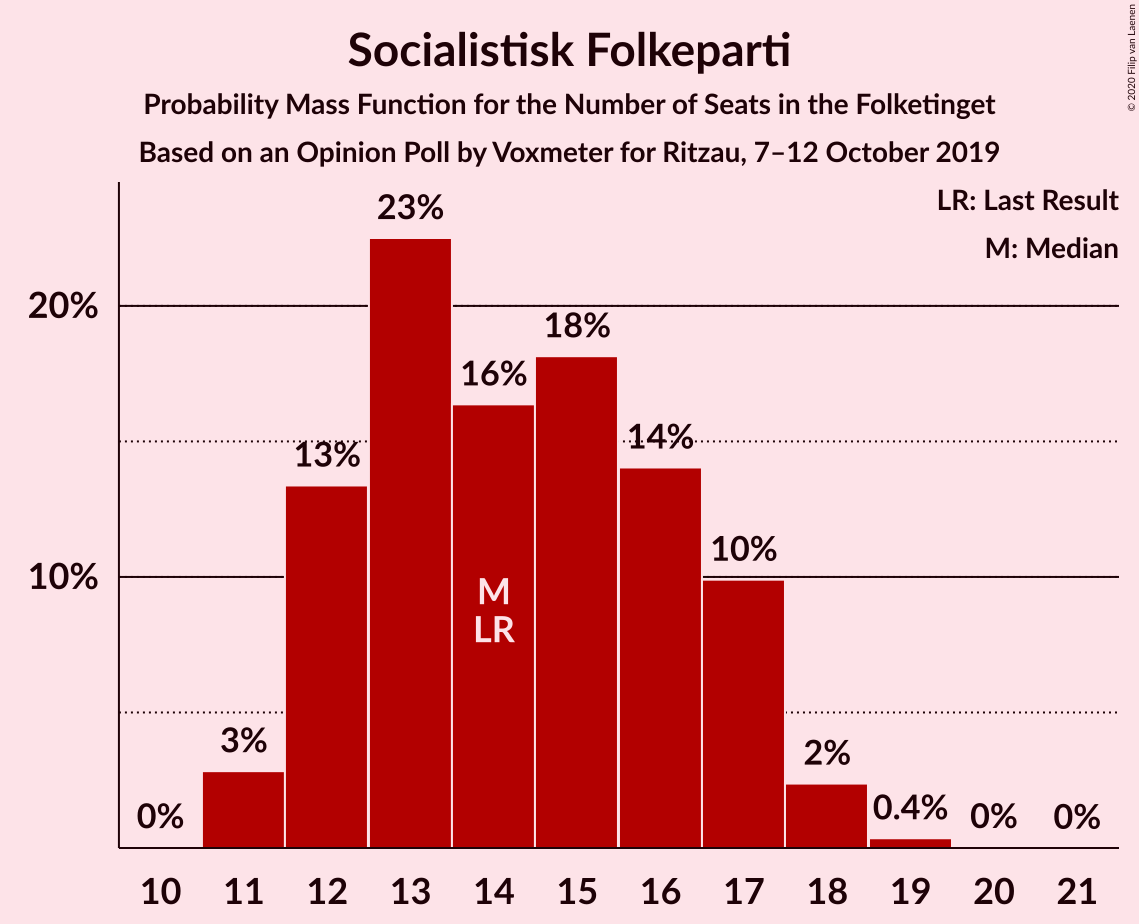 Socialistisk Folkeparti
Probability Mass Function for the Number of Seats in the Folketinget
Based on an Opinion Poll by Voxmeter for Ritzau, 7–12 October 2019
© 2020 Filip van Laenen
LR: Last Result
M: Median
20%
10%
0%
3%
13%
23%
16%
18%
14%
10%
2%
0.4%
0%
0%
M
LR
10 11 12 13 14 15 16 17 18 19 20 21